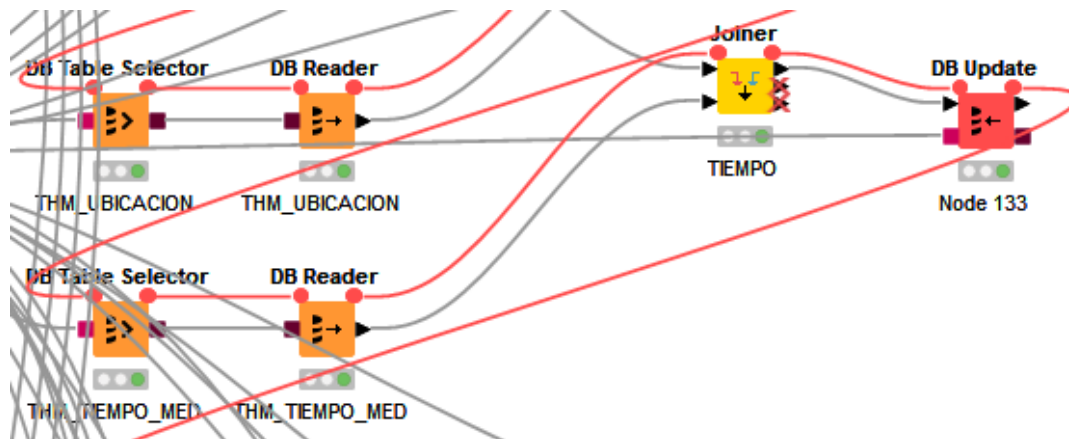 Joiner
DB Table Selector
DB Reader
DB Update
TIEMPO
THM_UBICACION
THM_UBICACION
Node 133
DB Table Selector
DB Reader
THM_TIEMPO_MED
THM_TIEMPO_MED